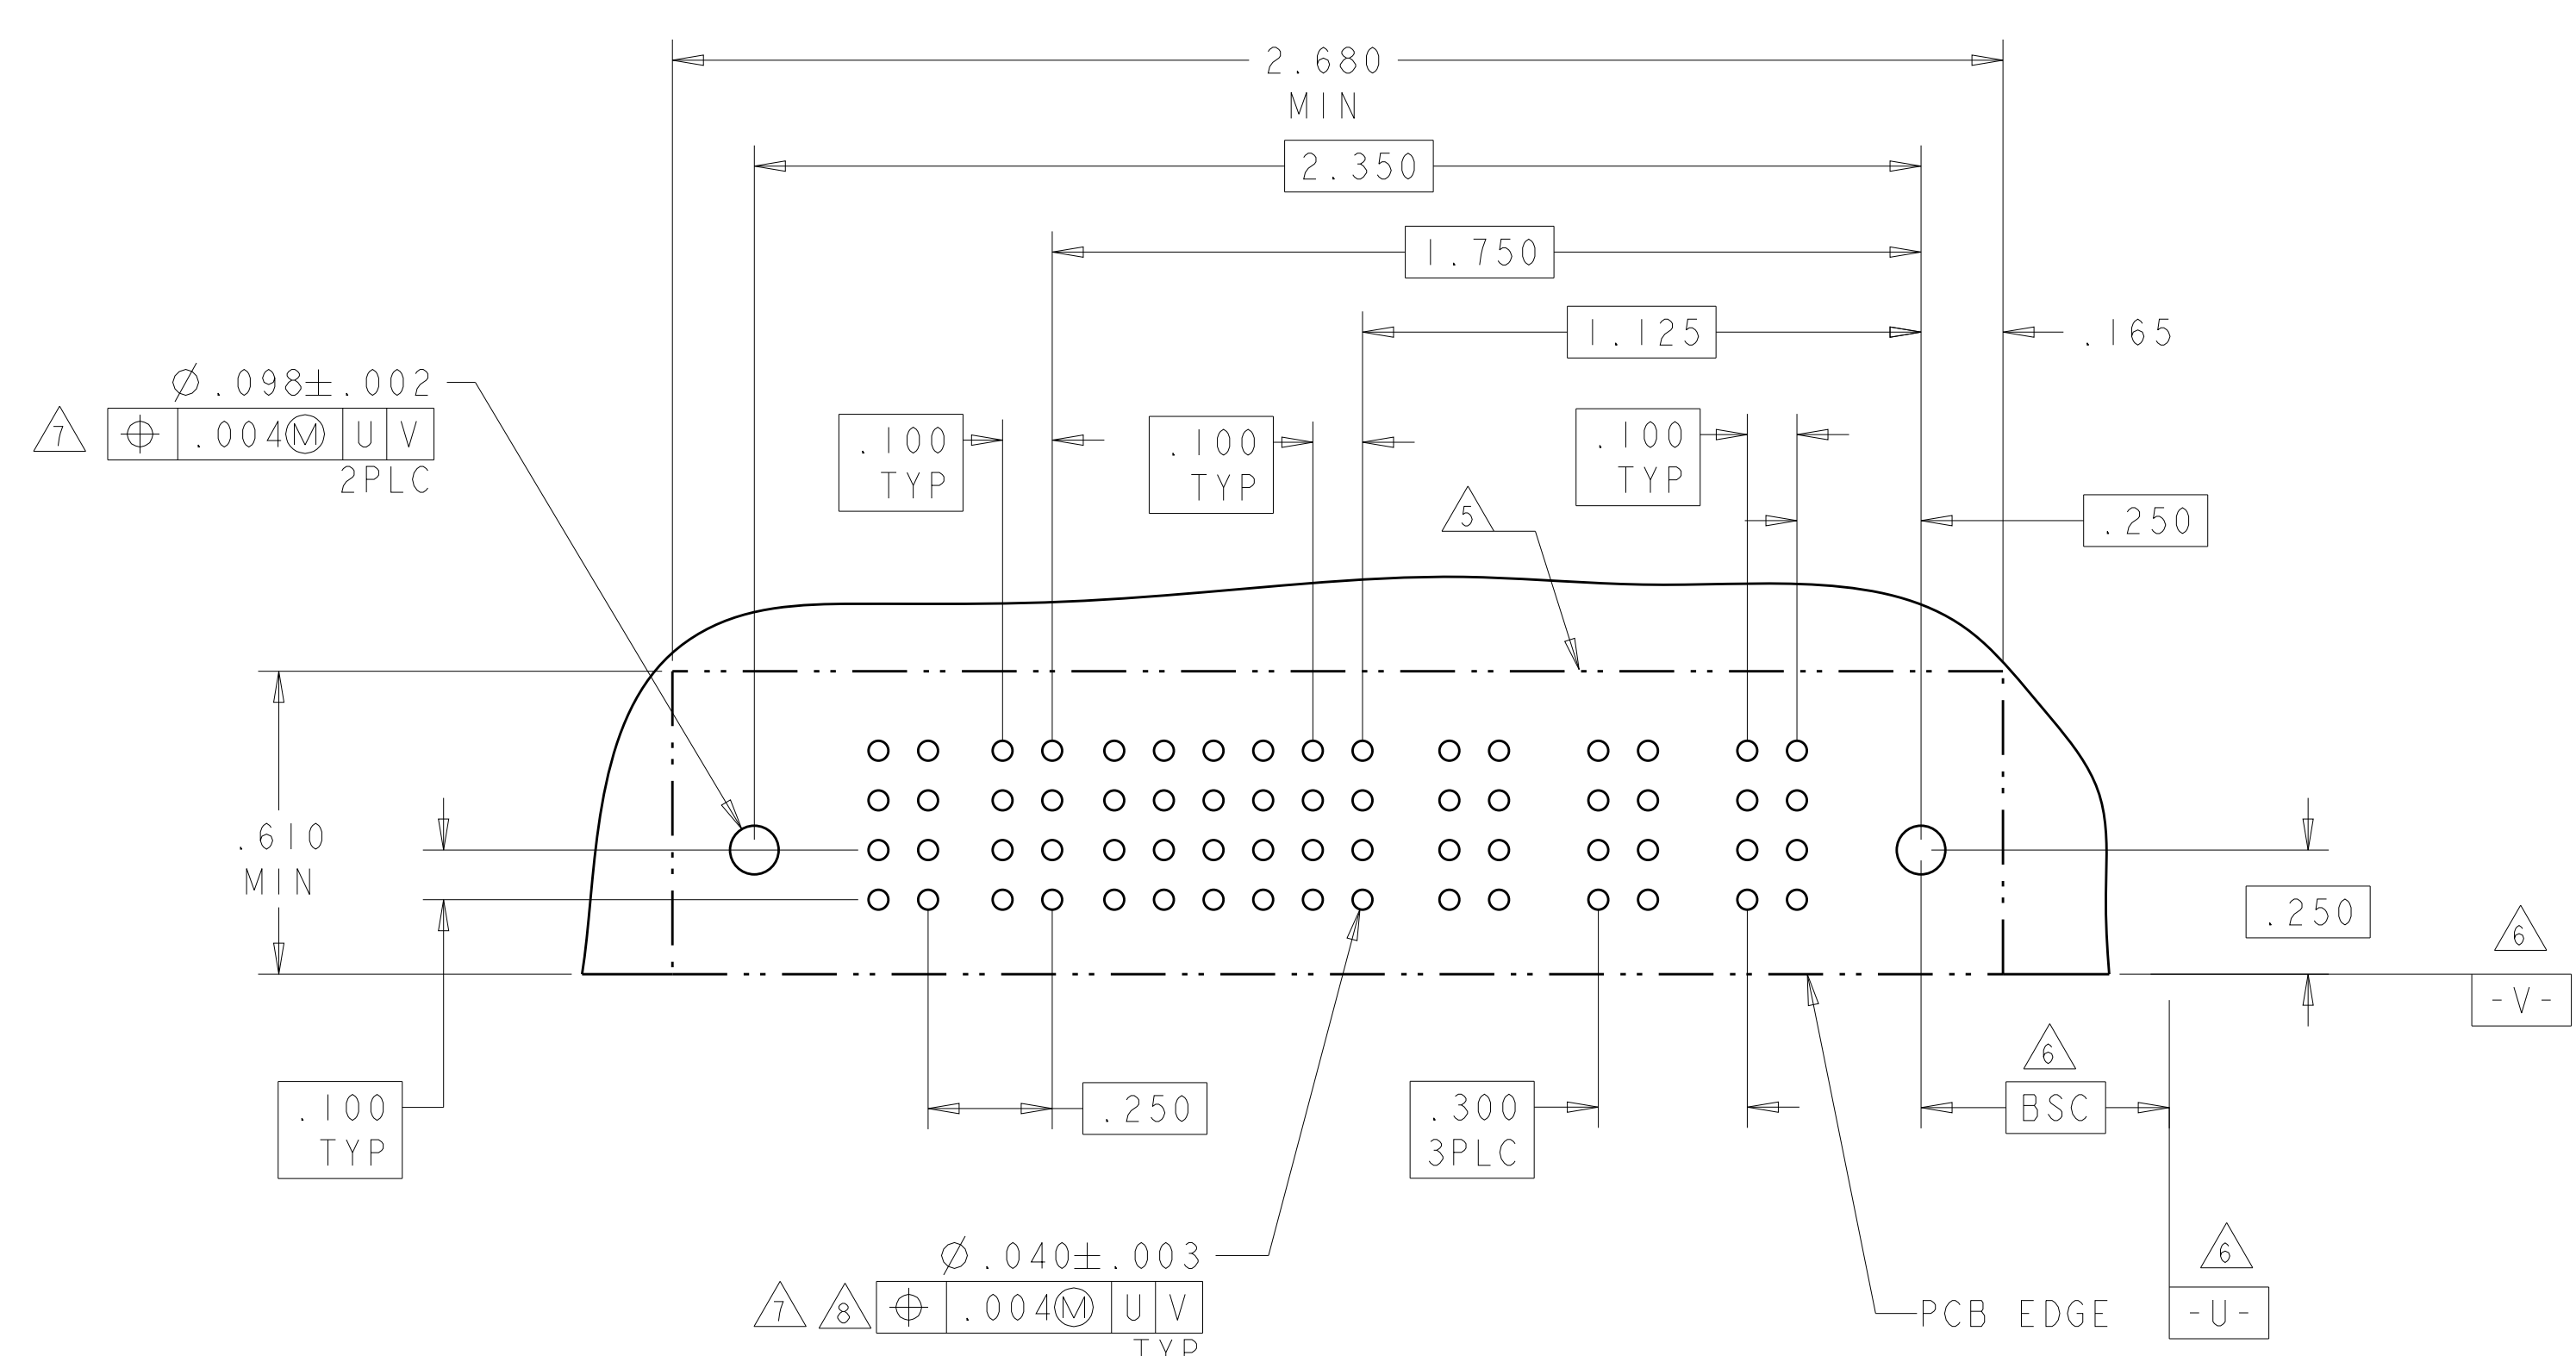 2.680
MIN
2.350
1.750
1.125
.165
Ø.098±.002
7 ⌖ .004Ⓜ U V
2PLC
.100
TYP
.100
TYP
.100
TYP
5
.250
.610
MIN
.250
6
-V-
6
BSC
.100
TYP
.250
.300
3PLC
Ø.040±.003
7 8 ⌖ .004Ⓜ U V
TYP
PCB EDGE
6
-U-